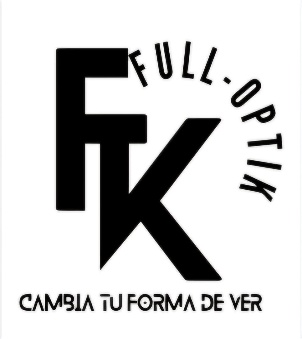 FULL-OPTIK
FK
CAMBIA TU FORMA DE VER